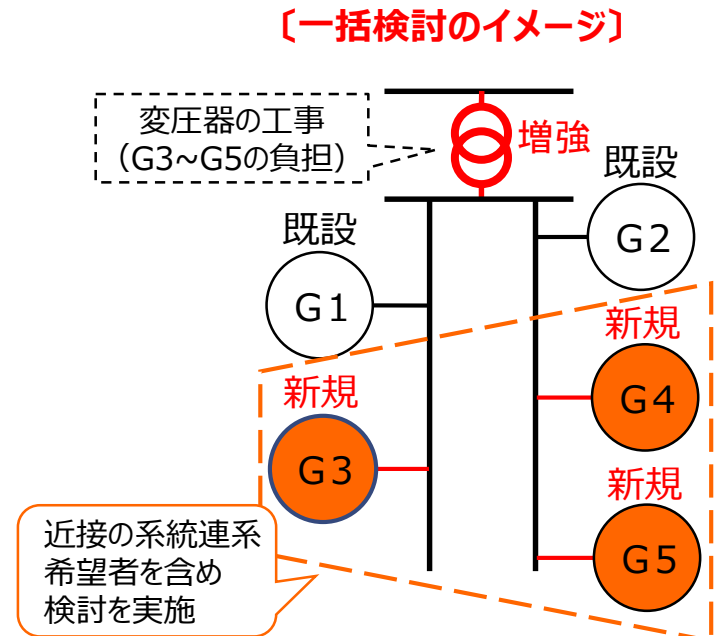 〔一括検討のイメージ〕
変圧器の工事
（G3~G5の負担）
増強
既設
G2
既設
G1
新規
G4
新規
G3
新規
G5
近接の系統連系
希望者を含め
検討を実施